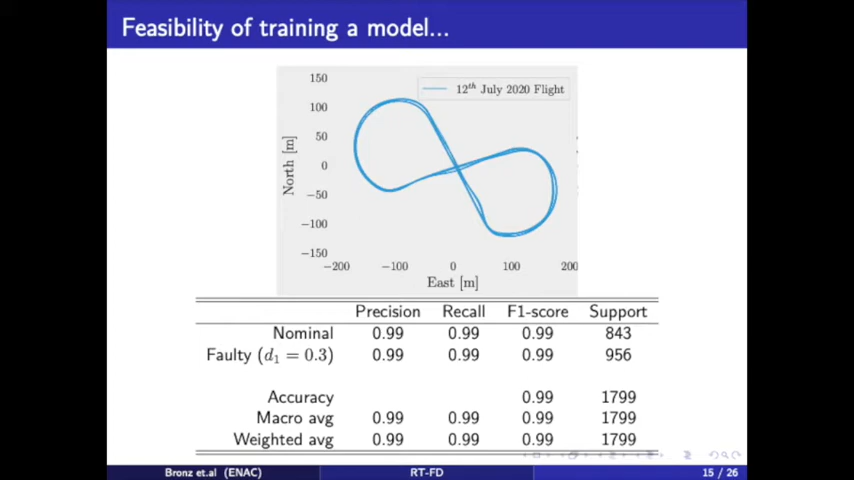 Feasibility of training a model...
12th July 2020 Flight
150
100
50
0
−50
−100
−150
North [m]
−200 −100 0 100 200
East [m]
Precision Recall F1-score Support
Nominal 0.99 0.99 0.99 843
Faulty (d1 = 0.3) 0.99 0.99 0.99 956
Accuracy 0.99 1799
Macro avg 0.99 0.99 0.99 1799
Weighted avg 0.99 0.99 0.99 1799
Bronz et.al (ENAC) RT-FD 15 / 26